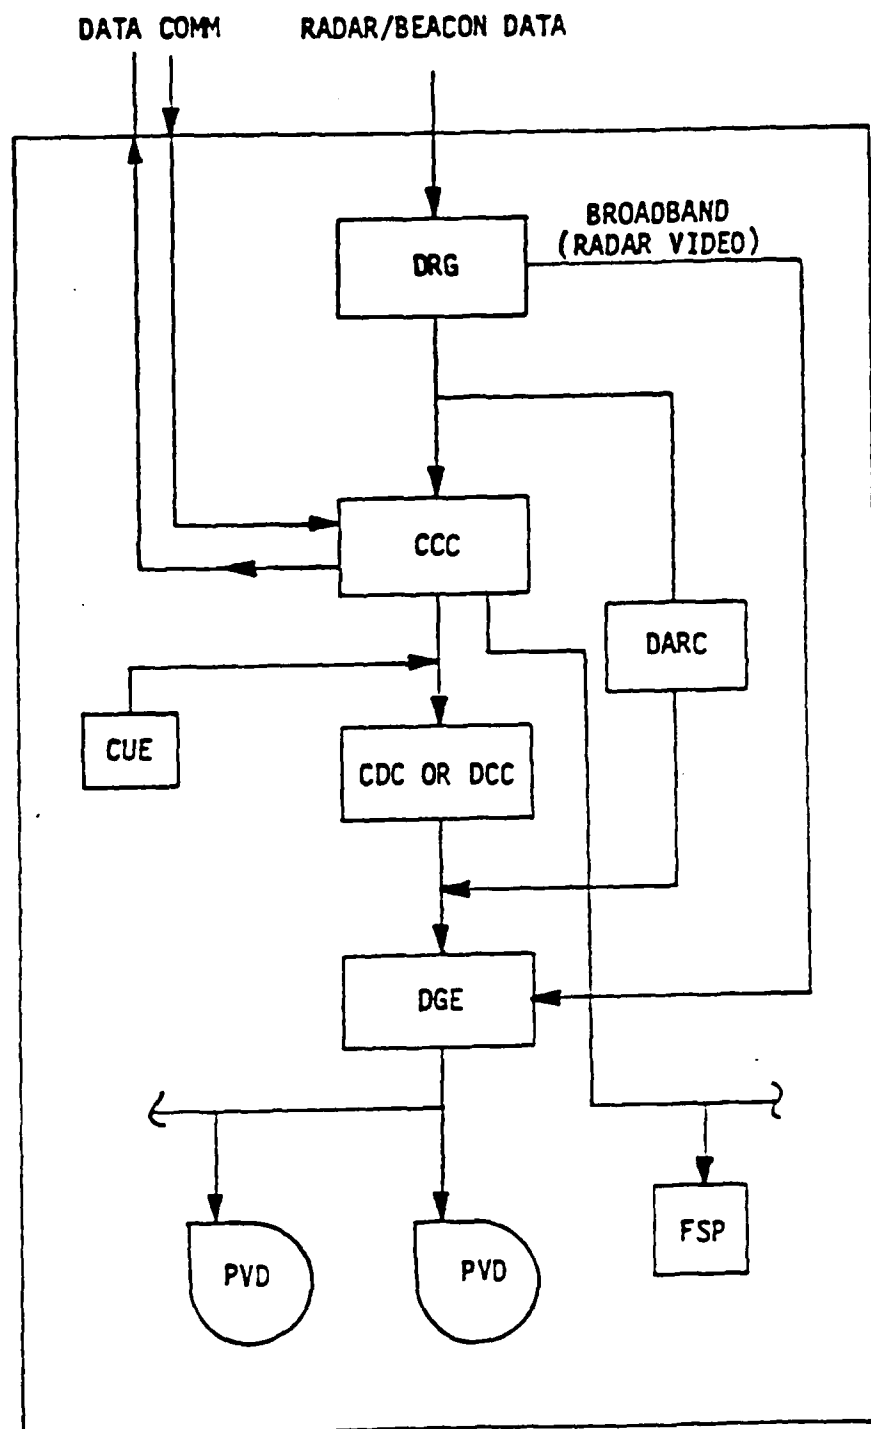 DATA COMM
RADAR/BEACON DATA
BROADBAND
(RADAR VIDEO)
DRG
CCC
DARC
CUE
CDC OR DCC
DGE
PVD
PVD
FSP